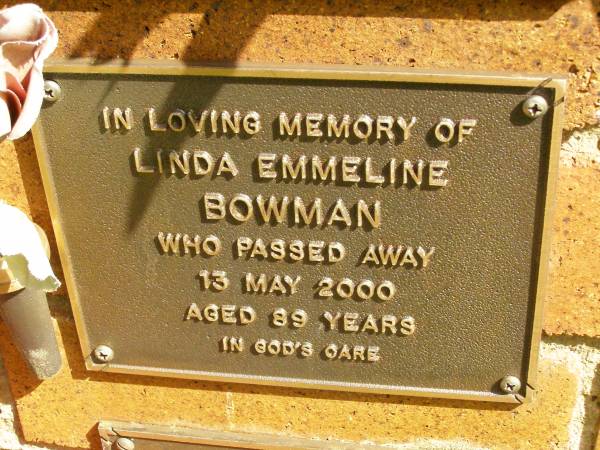 IN LOVING MEMORY OF
LINDA EMMELINE
BOWMAN
WHO PASSED AWAY
13 MAY 2000
AGED 89 YEARS
IN GOD'S CARE